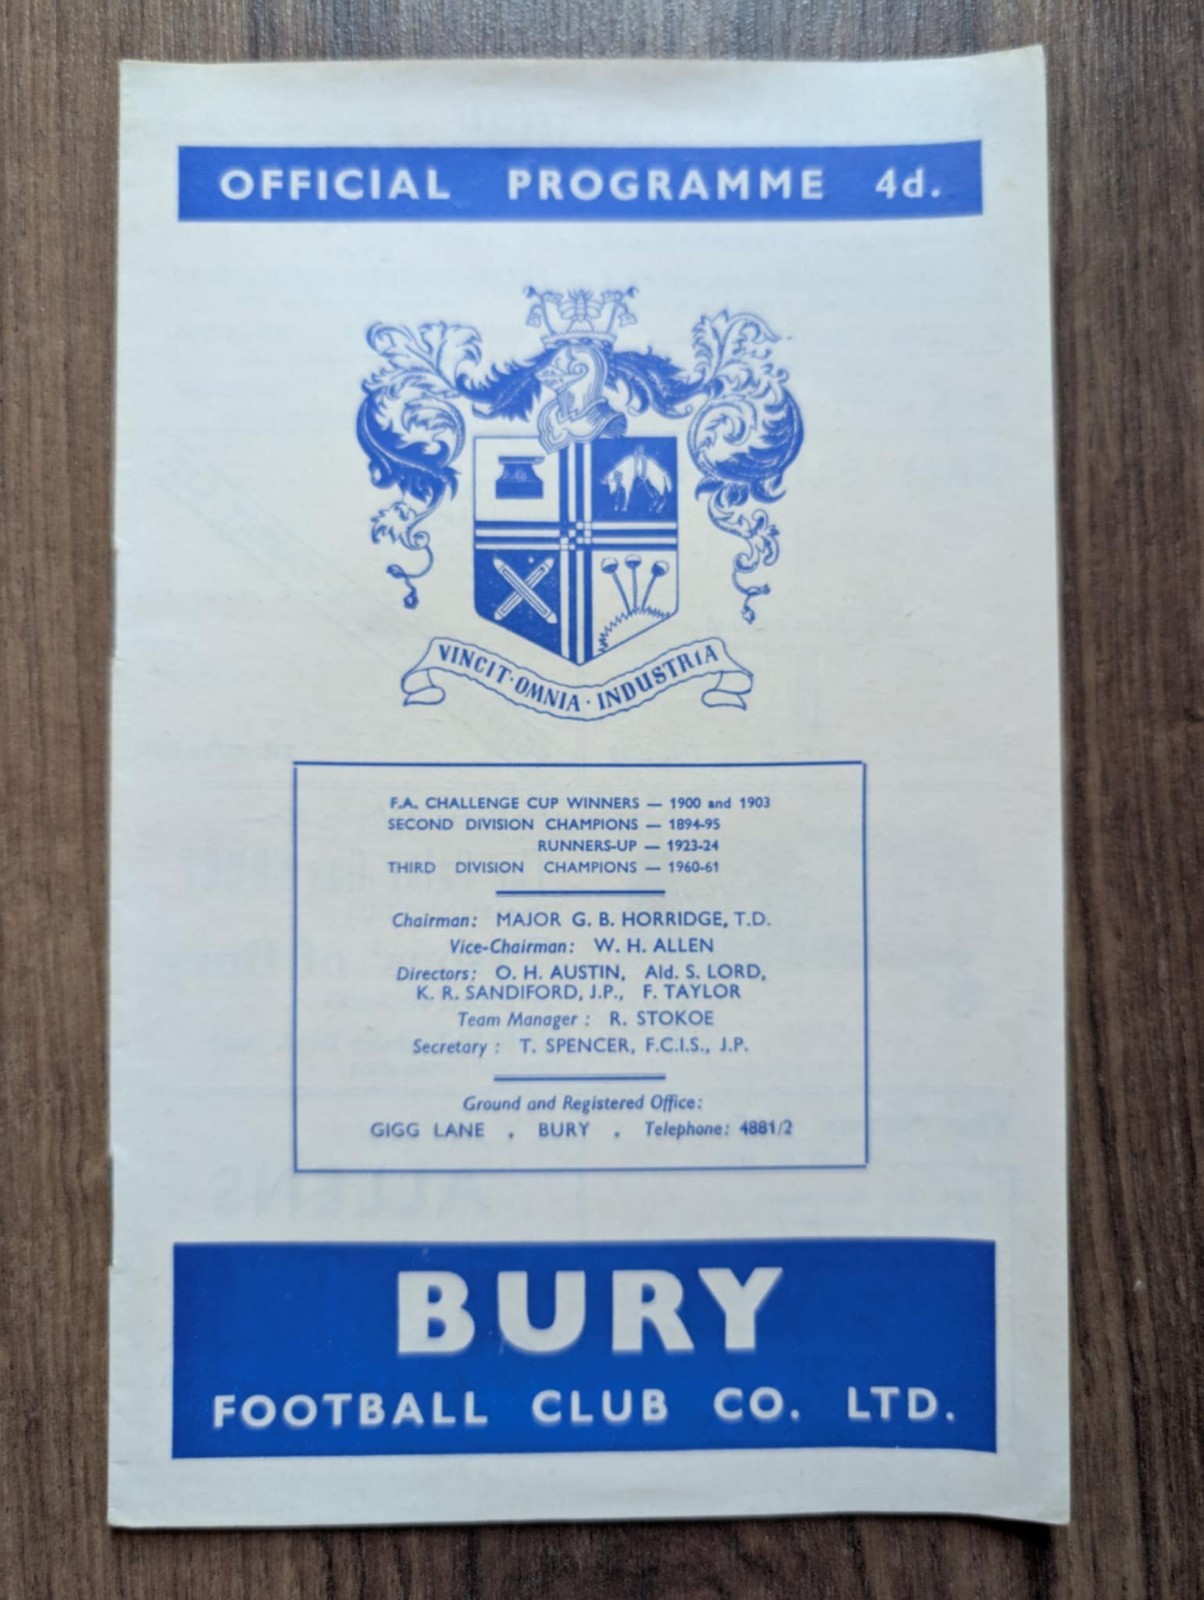 OFFICIAL PROGRAMME 4d.
VINCIT · OMNIA · INDUSTRIA
F.A. CHALLENGE CUP WINNERS — 1900 and 1903
SECOND DIVISION CHAMPIONS — 1894-95
RUNNERS-UP — 1923-24
THIRD DIVISION CHAMPIONS — 1960-61
Chairman: MAJOR G. B. HORRIDGE, T.D.
Vice-Chairman: W. H. ALLEN
Directors: O. H. AUSTIN, Ald. S. LORD,
K. R. SANDIFORD, J.P., F. TAYLOR
Team Manager : R. STOKOE
Secretary : T. SPENCER, F.C.I.S., J.P.
Ground and Registered Office:
GIGG LANE , BURY , Telephone: 4881/2
BURY
FOOTBALL CLUB CO. LTD.